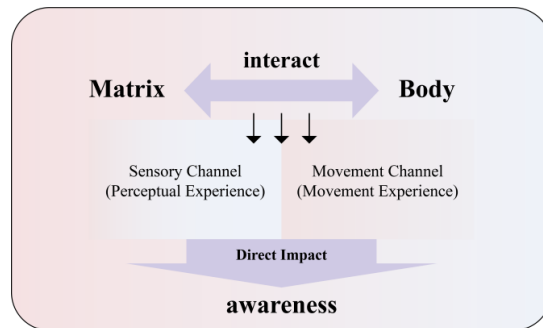 interact
Matrix
Body
Sensory Channel
(Perceptual Experience)
Movement Channel
(Movement Experience)
Direct Impact
awareness